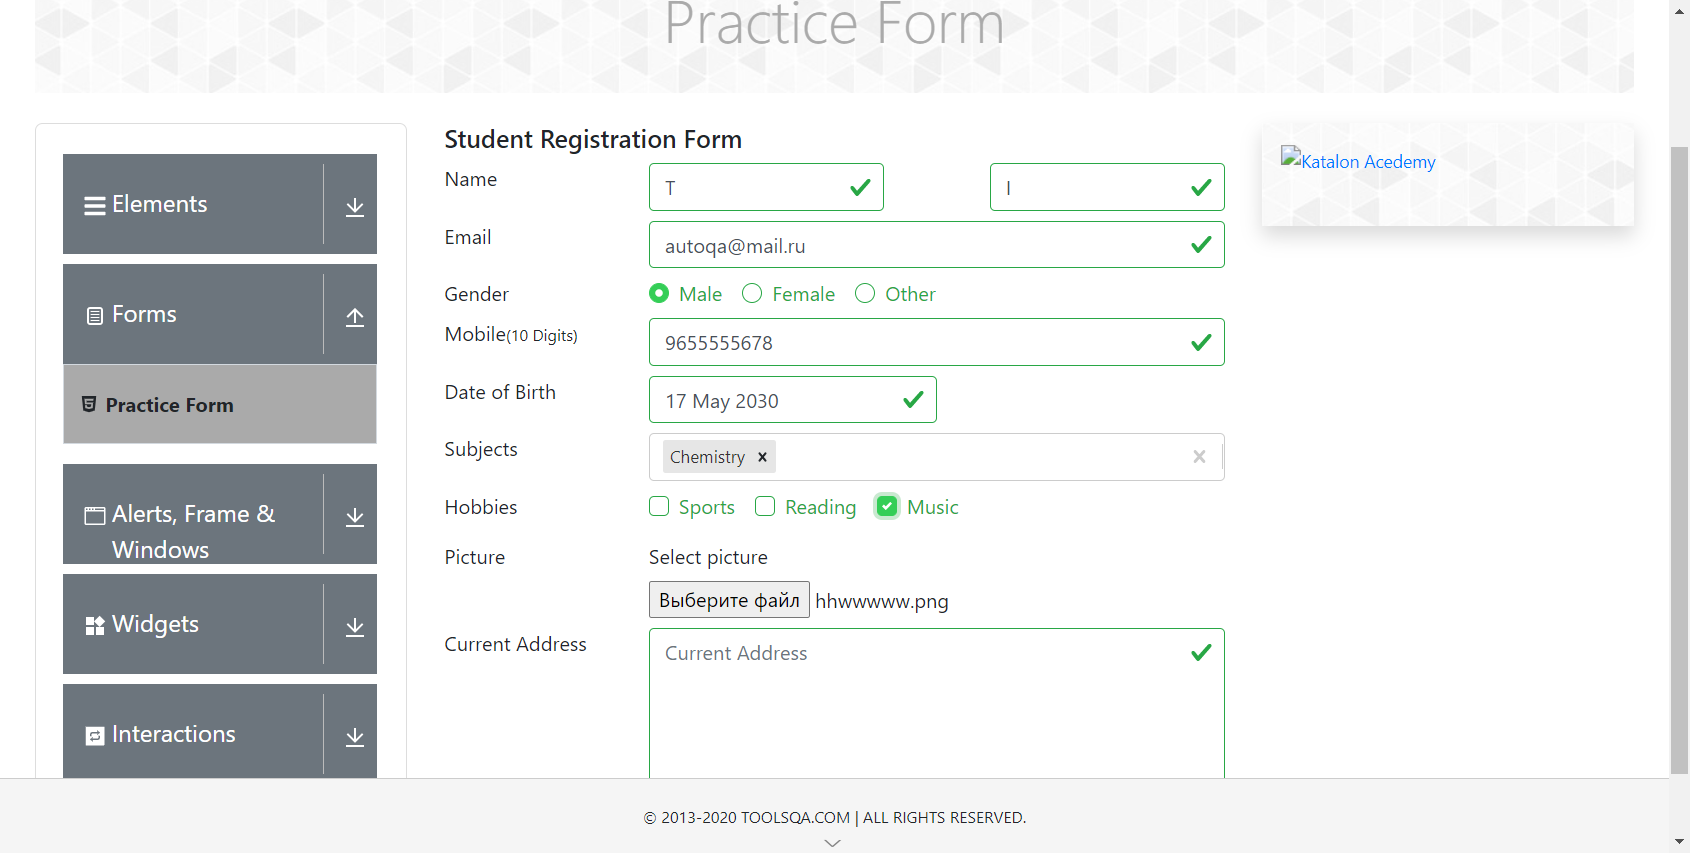 Practice Form
Elements
Forms
Practice Form
Alerts, Frame &
Windows
Widgets
Interactions
Student Registration Form
Name
T
l
Email
autoqa@mail.ru
Gender
Male
Female
Other
Mobile(10 Digits)
9655555678
Date of Birth
17 May 2030
Subjects
Chemistry
Hobbies
Sports
Reading
Music
Picture
Select picture
Выберите файл hhwwwww.png
Current Address
Current Address
Katalon Acedemy
© 2013-2020 TOOLSQA.COM | ALL RIGHTS RESERVED.